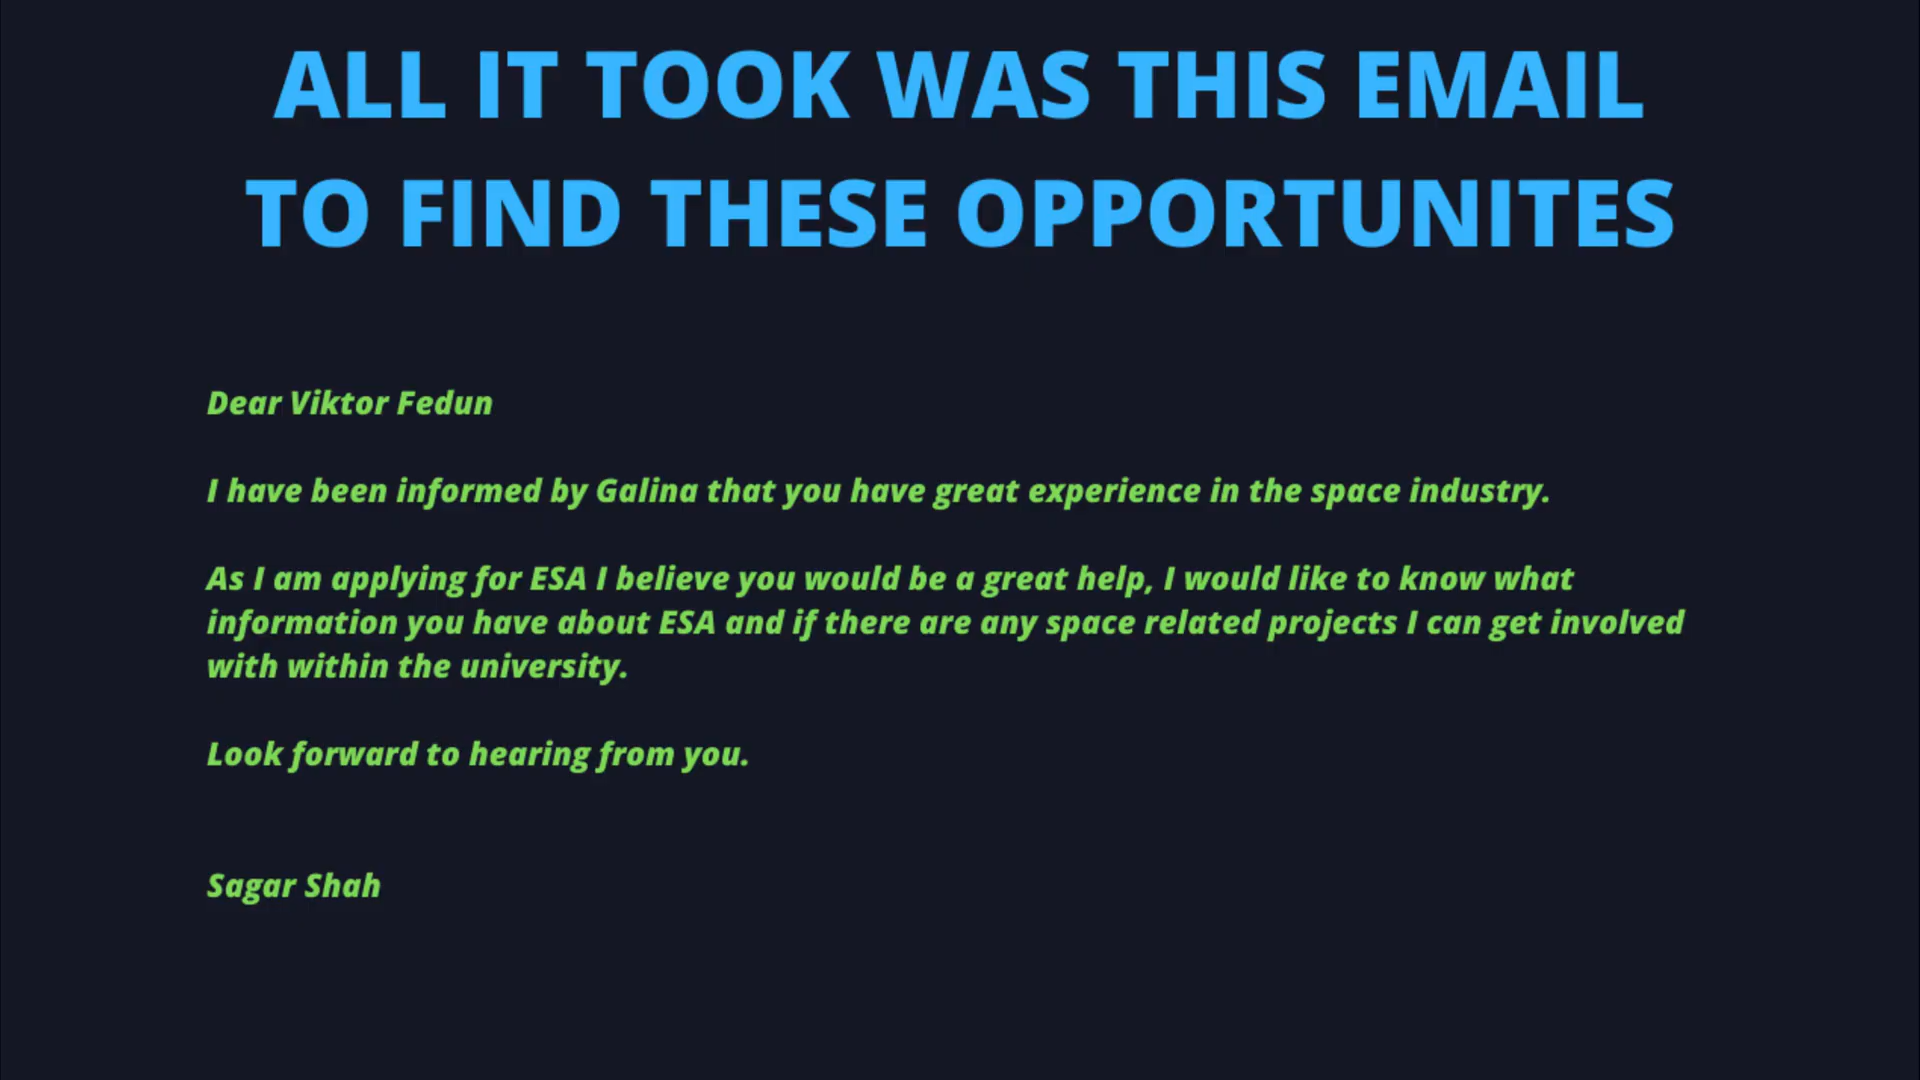 ALL IT TOOK WAS THIS EMAIL
TO FIND THESE OPPORTUNITES
Dear Viktor Fedun
I have been informed by Galina that you have great experience in the space industry.
As I am applying for ESA I believe you would be a great help, I would like to know what
information you have about ESA and if there are any space related projects I can get involved
with within the university.
Look forward to hearing from you.
Sagar Shah